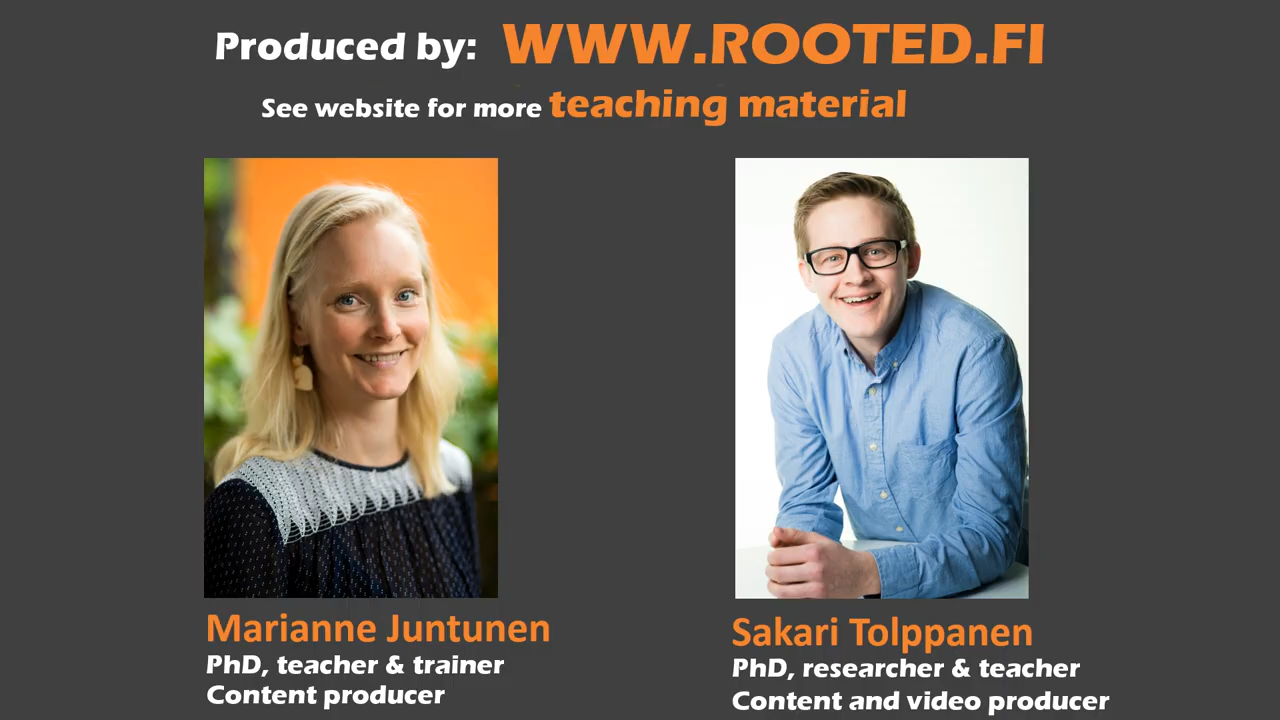 Produced by: WWW.ROOTED.FI
See website for more teaching material
Marianne Juntunen
PhD, teacher & trainer
Content producer
Sakari Tolppanen
PhD, researcher & teacher
Content and video producer